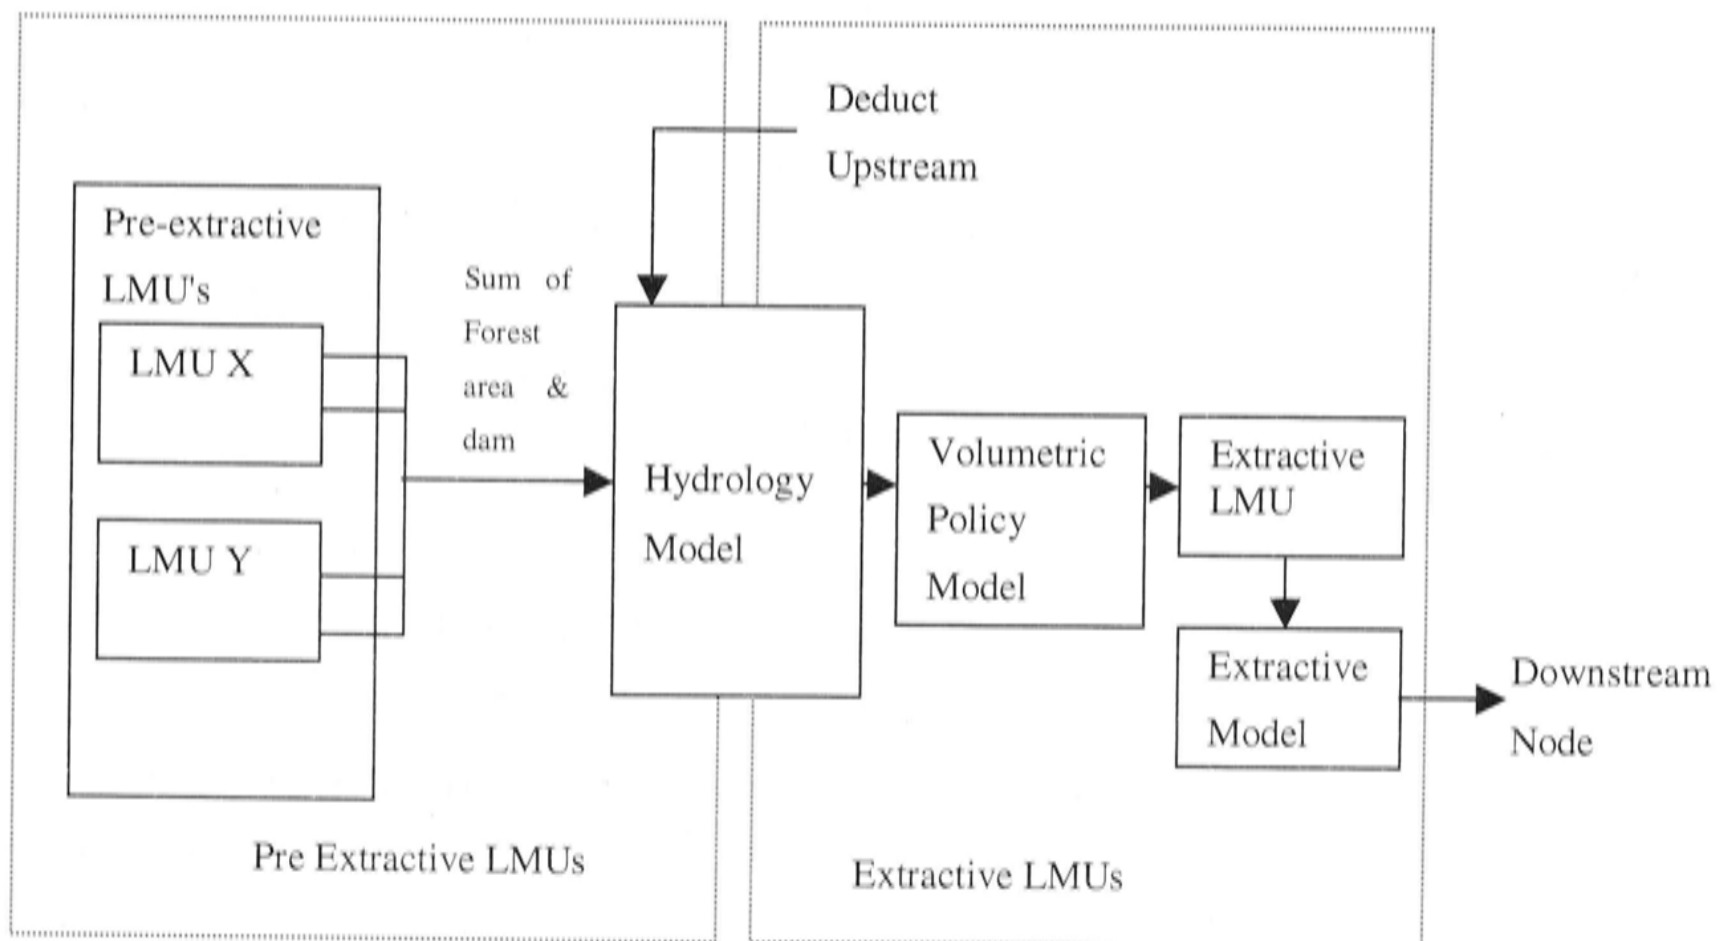 Deduct
Upstream
Pre-extractive
LMU's
LMU X
LMU Y
Sum of
Forest
area &
dam
Hydrology
Model
Volumetric
Policy
Model
Extractive
LMU
Extractive
Model
Downstream
Node
Pre Extractive LMUs
Extractive LMUs